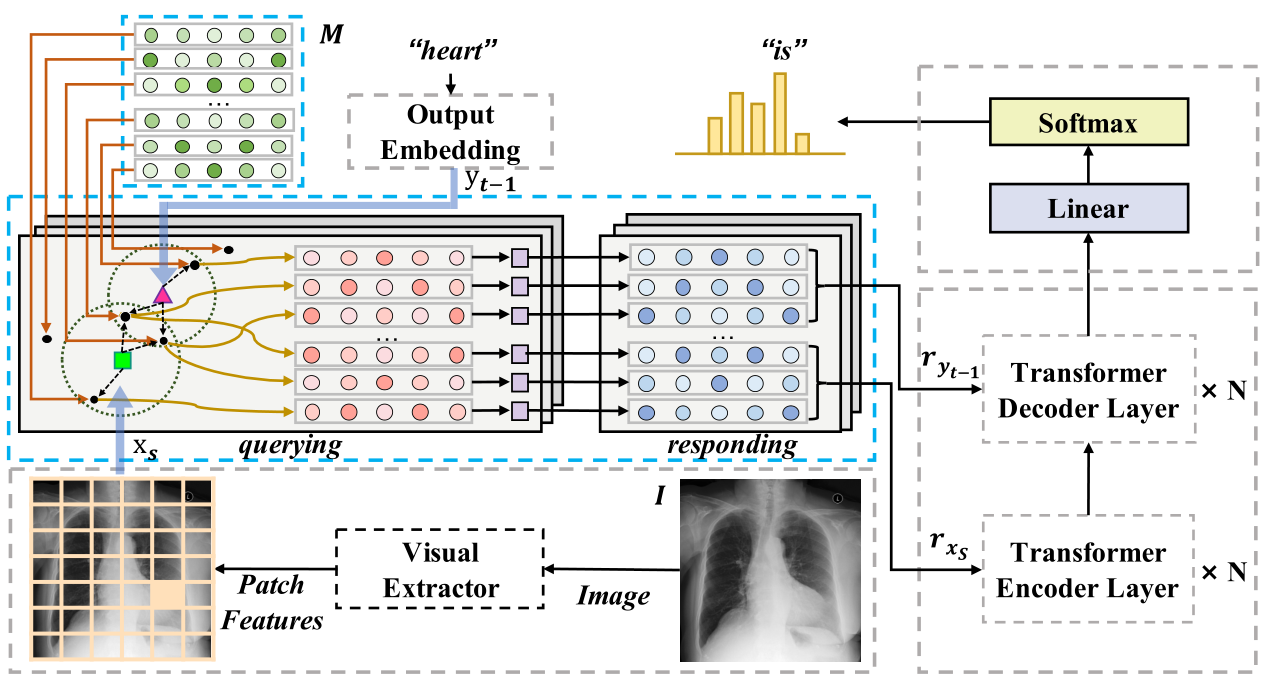 M
“heart”
“is”
...
Output
Embedding
y_{t-1}
Softmax
Linear
...
...
querying
responding
x_s
r_{y_{t-1}}
Transformer
Decoder Layer
× N
I
L
L
Visual
Extractor
Patch
Features
Image
r_{x_S}
Transformer
Encoder Layer
× N